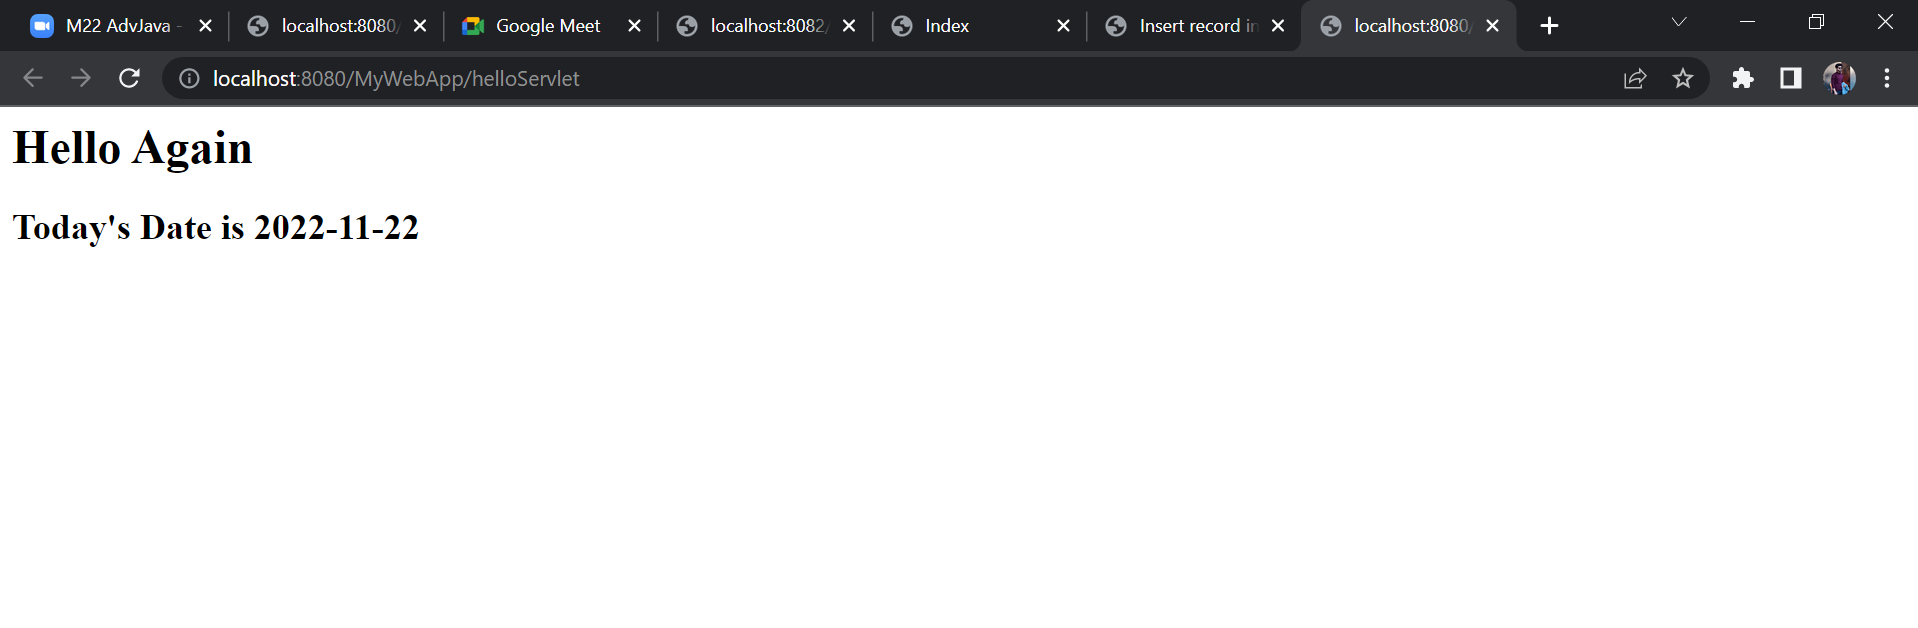 M22 AdvJava -
localhost:8080/
Google Meet
localhost:8082/
Index
Insert record in
localhost:8080/
localhost:8080/MyWebApp/helloServlet
Hello Again
Today's Date is 2022-11-22